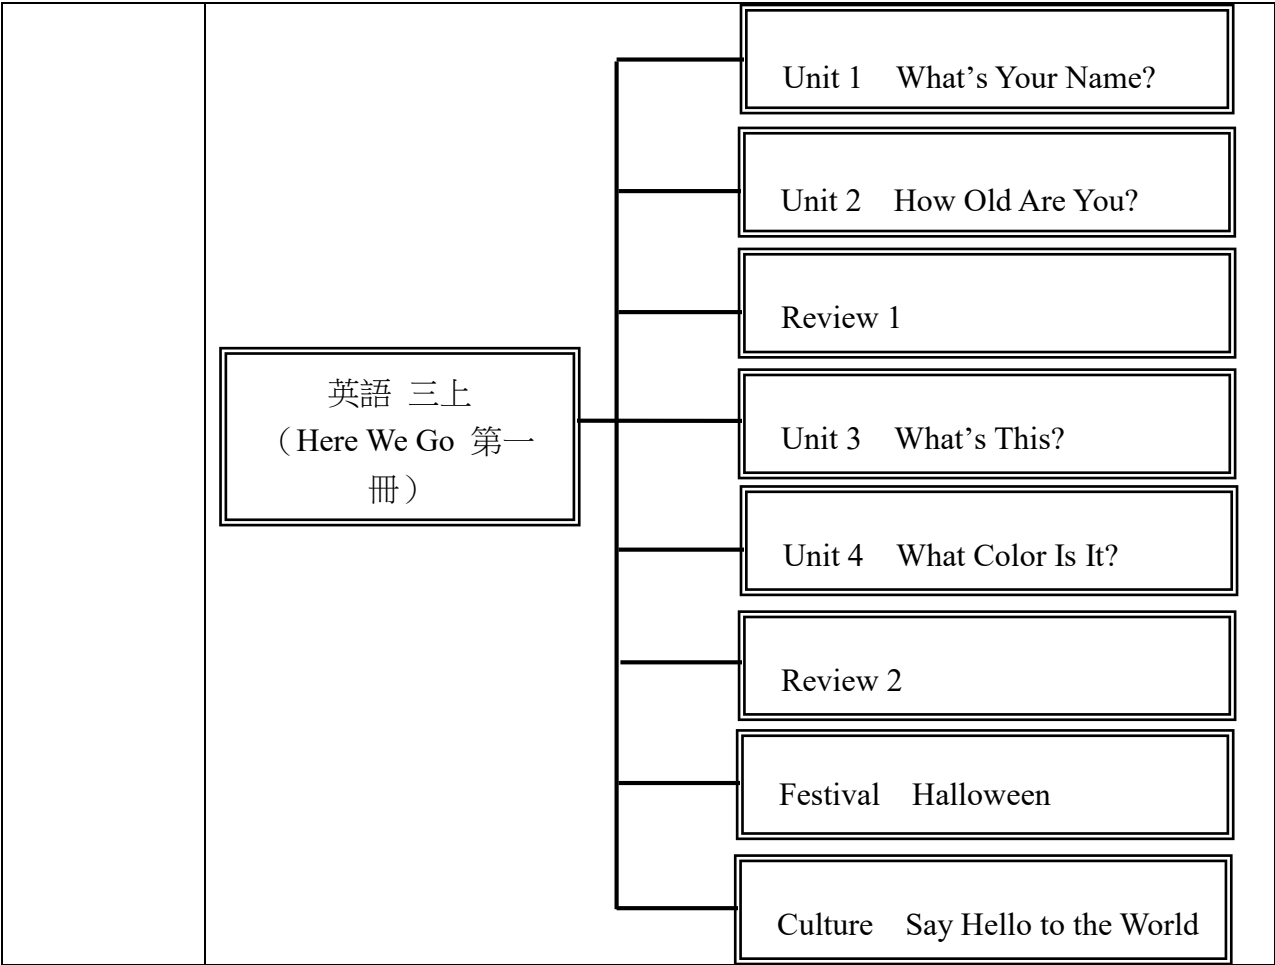 Unit 1 What’s Your Name?
Unit 2 How Old Are You?
Review 1
英語 三上
（Here We Go 第一
冊）
Unit 3 What’s This?
Unit 4 What Color Is It?
Review 2
Festival Halloween
Culture Say Hello to the World